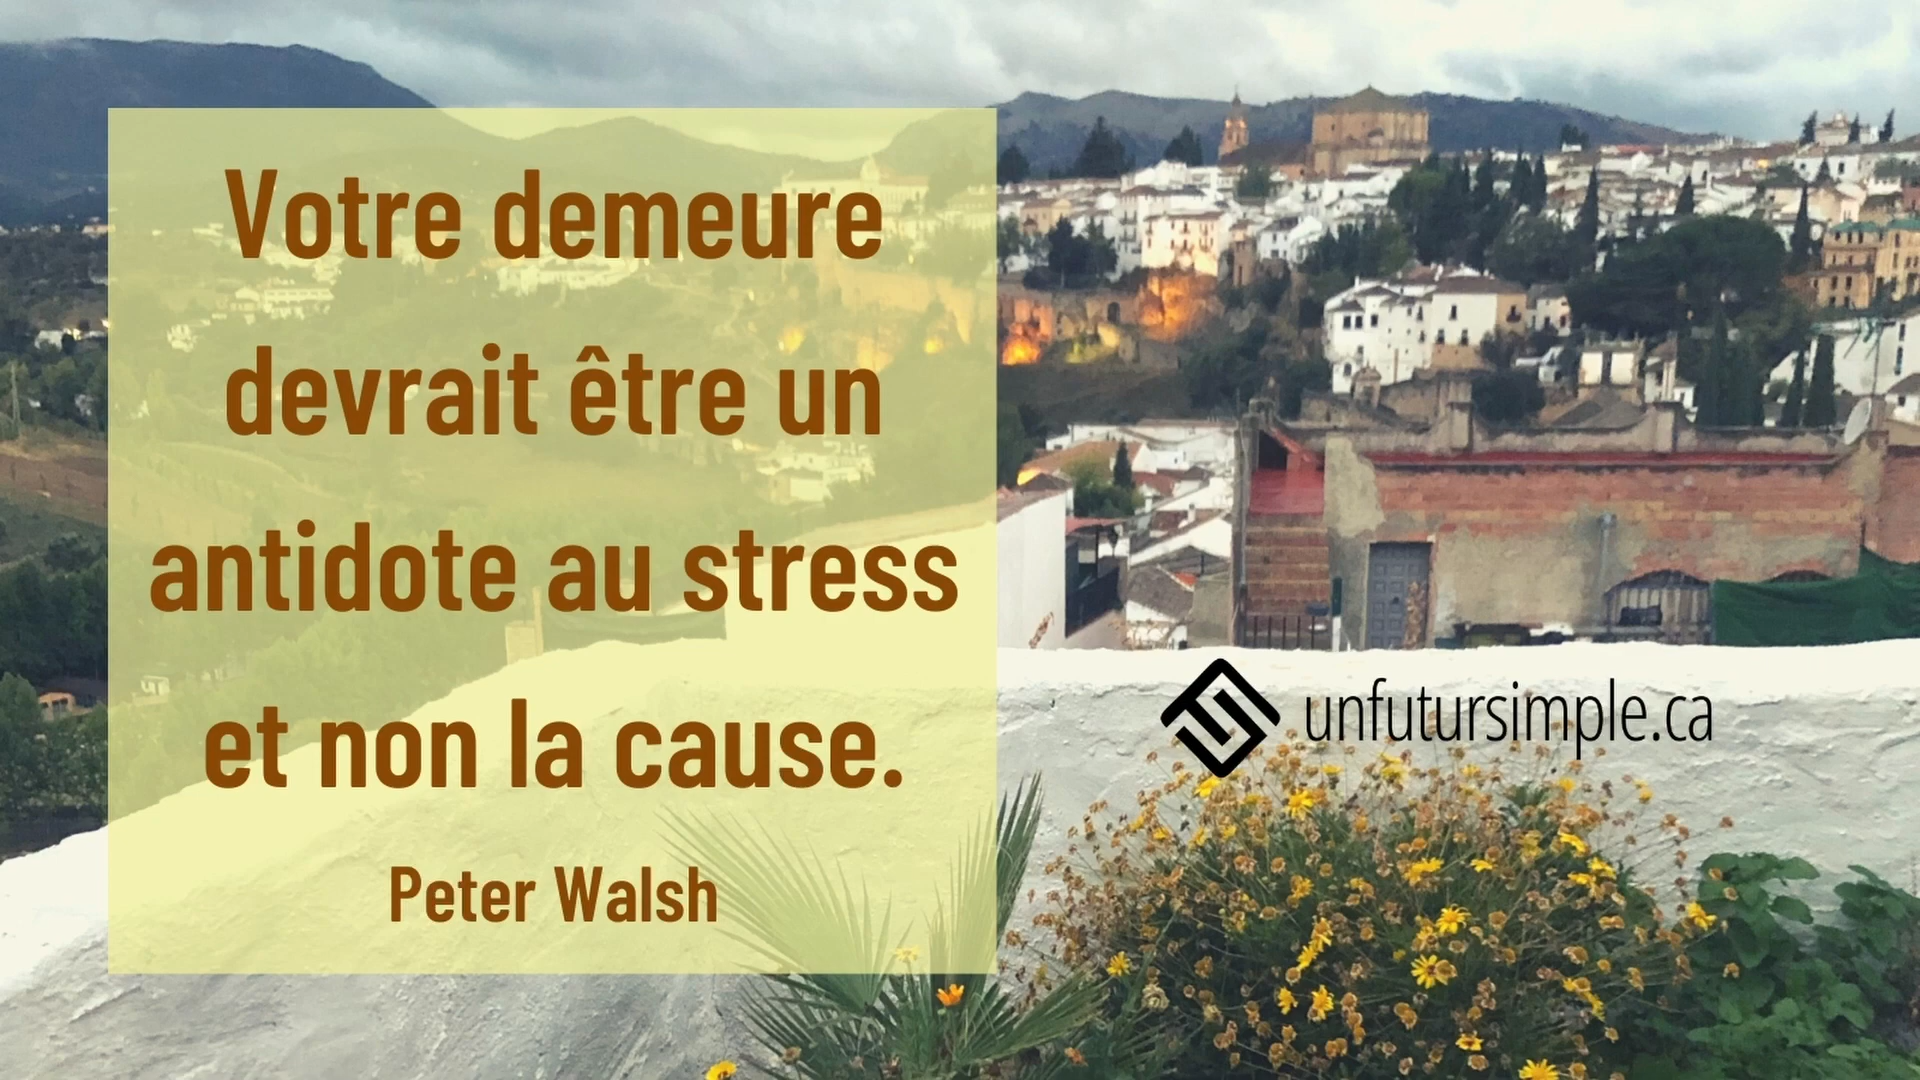 Votre demeure
devrait être un
antidote au stress
et non la cause.
Peter Walsh
unfutursimple.ca